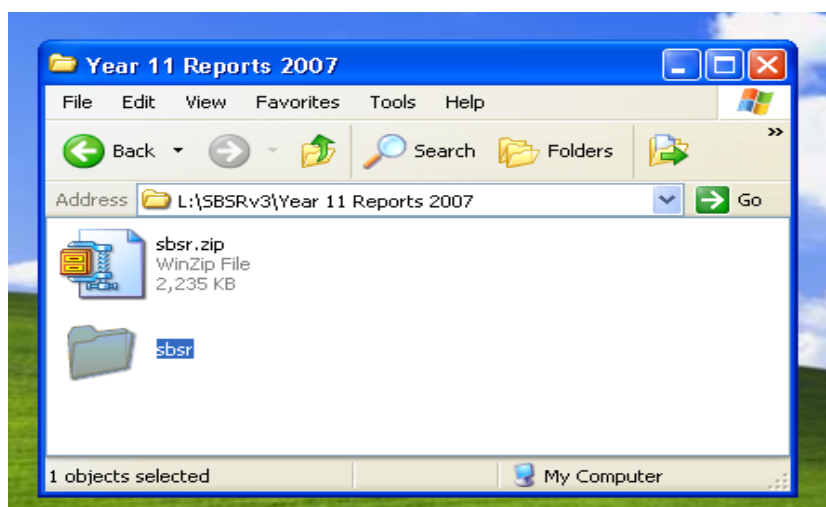 Year 11 Reports 2007
File Edit View Favorites Tools Help
Back Search Folders »
Address L:\SBSRv3\Year 11 Reports 2007 Go
sbsr.zip
WinZip File
2,235 KB
sbsr
1 objects selected My Computer